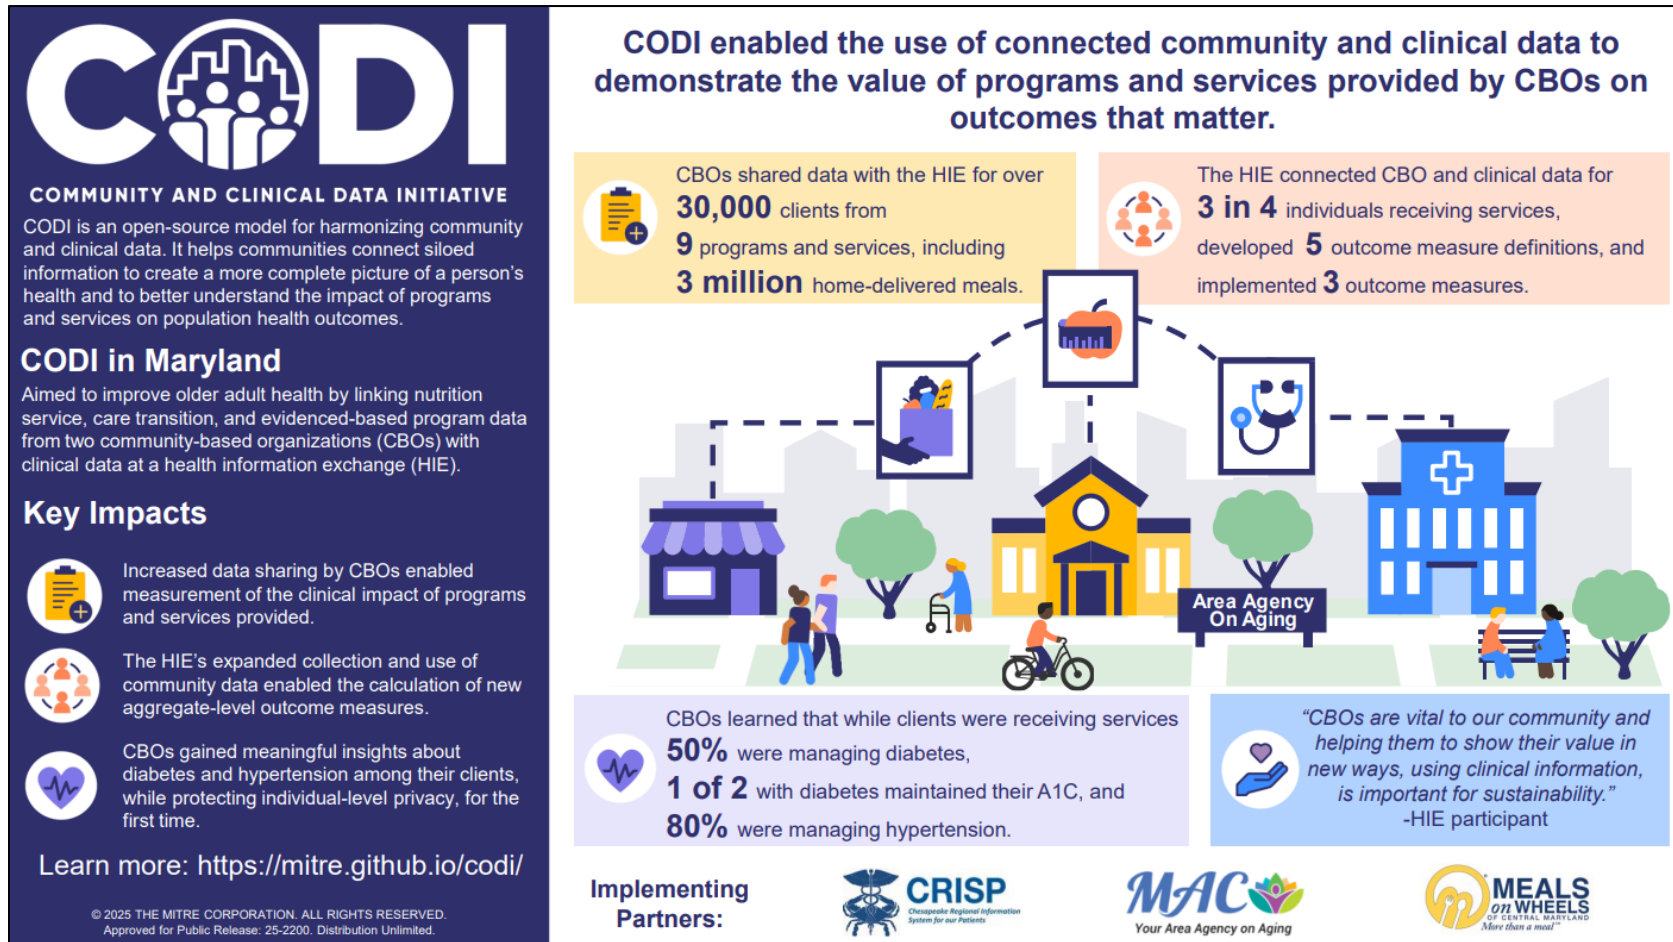 CODI
COMMUNITY AND CLINICAL DATA INITIATIVE
CODI is an open-source model for harmonizing community
and clinical data. It helps communities connect siloed
information to create a more complete picture of a person's
health and to better understand the impact of programs
and services on population health outcomes.
CODI in Maryland
Aimed to improve older adult health by linking nutrition
service, care transition, and evidenced-based program data
from two community-based organizations (CBOs) with
clinical data at a health information exchange (HIE).
Key Impacts
Increased data sharing by CBOs enabled
measurement of the clinical impact of programs
and services provided.
The HIE's expanded collection and use of
community data enabled the calculation of new
aggregate-level outcome measures.
CBOs gained meaningful insights about
diabetes and hypertension among their clients,
while protecting individual-level privacy, for the
first time.
Learn more: https://mitre.github.io/codi/
© 2025 THE MITRE CORPORATION. ALL RIGHTS RESERVED.
Approved for Public Release: 25-2200. Distribution Unlimited.
CODI enabled the use of connected community and clinical data to
demonstrate the value of programs and services provided by CBOs on
outcomes that matter.
CBOs shared data with the HIE for over
30,000 clients from
9 programs and services, including
3 million home-delivered meals.
The HIE connected CBO and clinical data for
3 in 4 individuals receiving services,
developed 5 outcome measure definitions, and
implemented 3 outcome measures.
Area Agency
On Aging
CBOs learned that while clients were receiving services
50% were managing diabetes,
1 of 2 with diabetes maintained their A1C, and
80% were managing hypertension.
"CBOs are vital to our community and
helping them to show their value in
new ways, using clinical information,
is important for sustainability."
-HIE participant
Implementing
Partners:
CRISP
Chesapeake Regional Information
System for our Patients
MAC
Your Area Agency on Aging
MEALS
on WHEELS
OF CENTRAL MARYLAND
More than a meal™